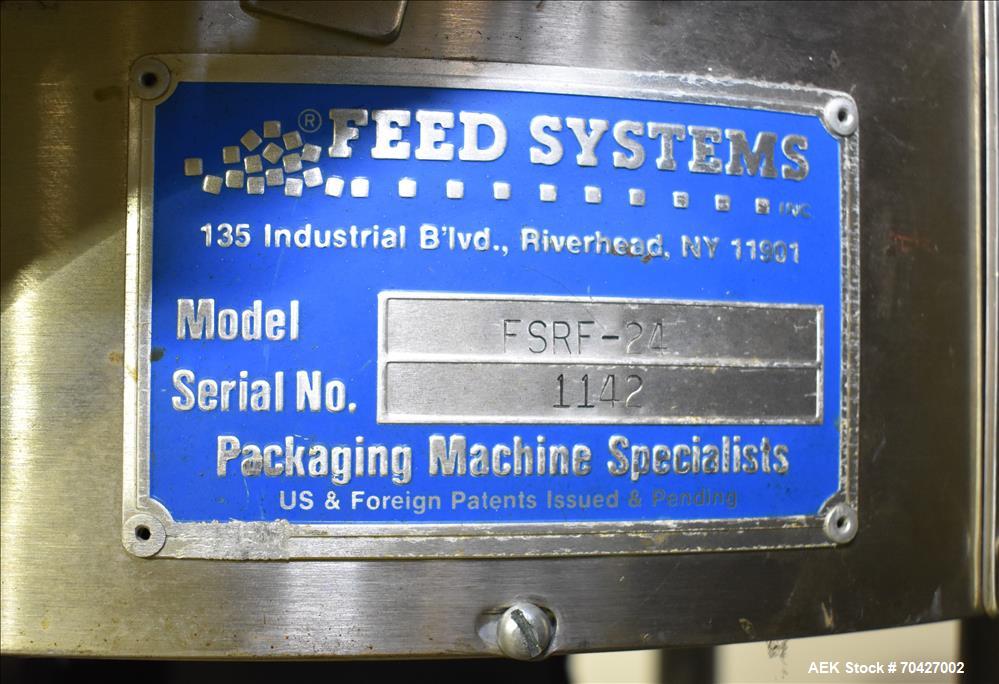 ® FEED SYSTEMS
INC.
135 Industrial B'lvd., Riverhead, NY 11901
Model FSRF-24
Serial No. 1142
Packaging Machine Specialists
US & Foreign Patents Issued & Pending
AEK Stock # 70427002